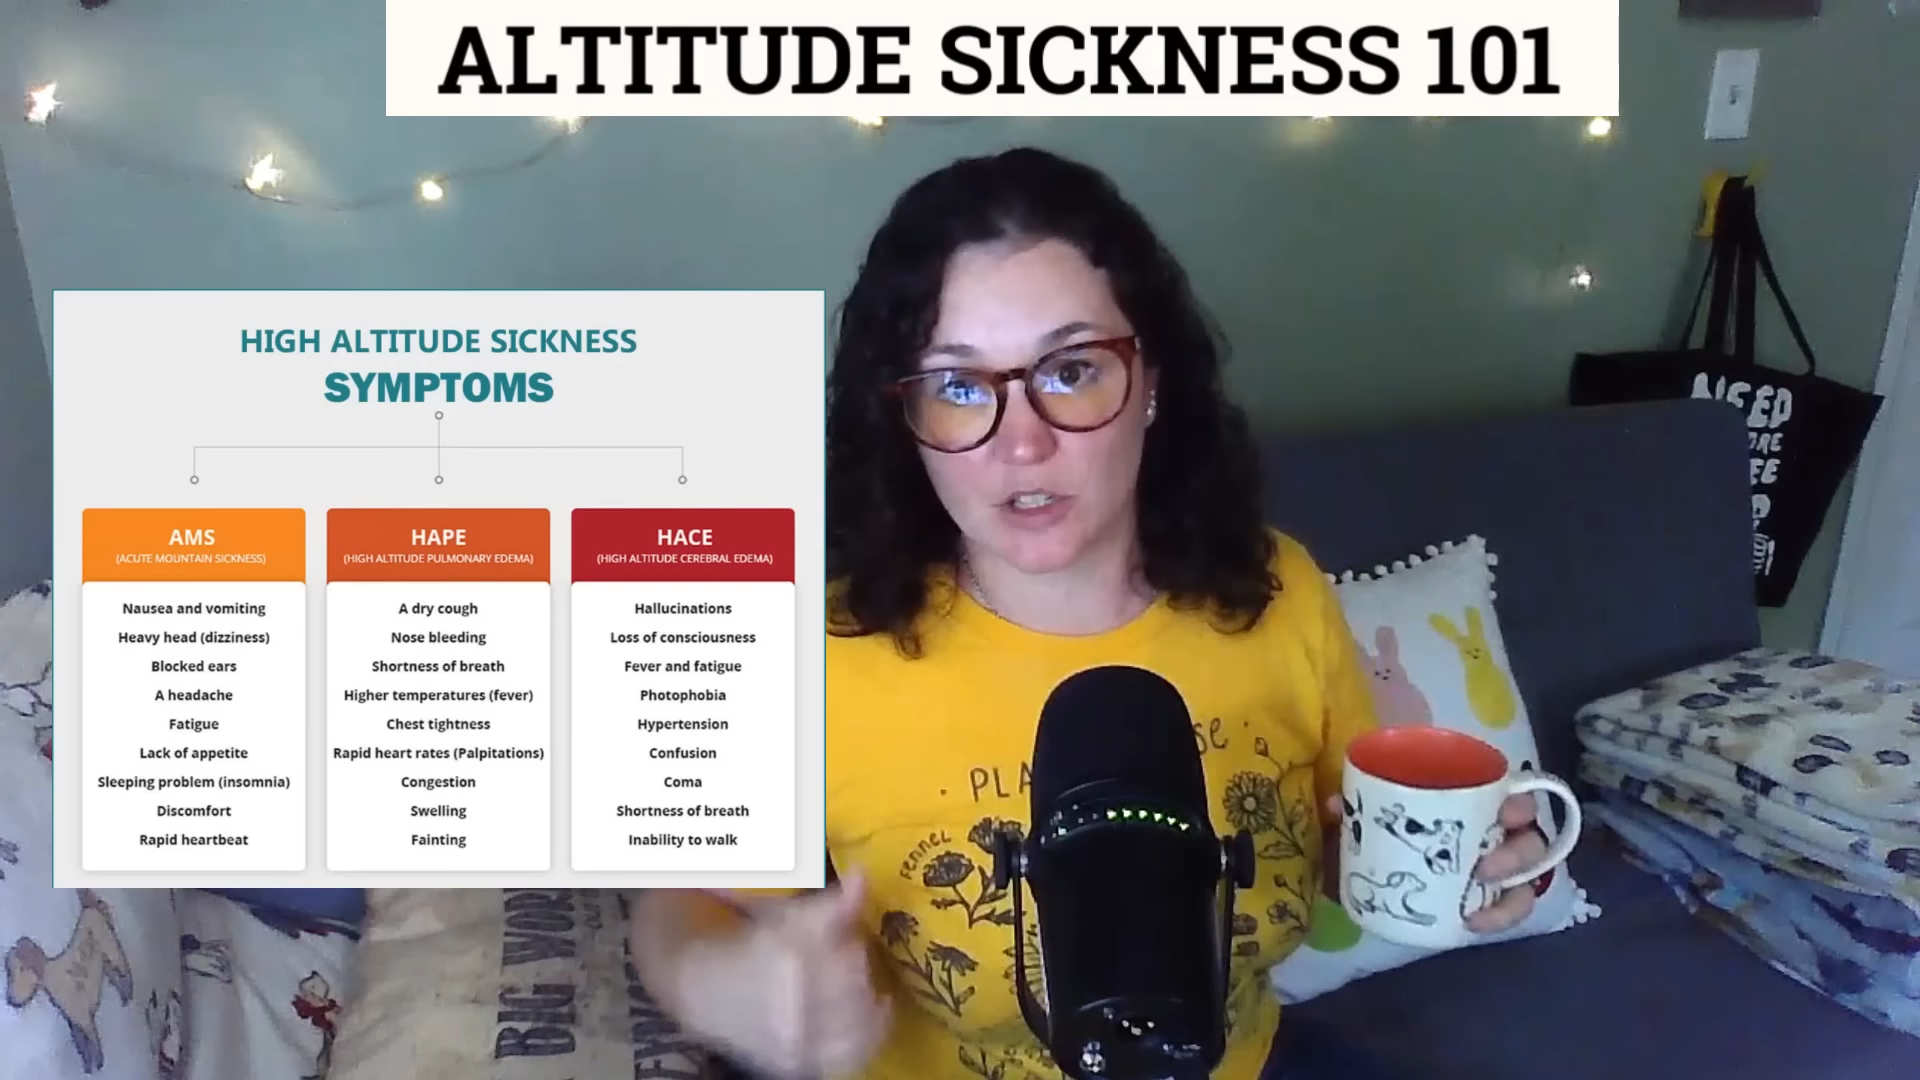 ALTITUDE SICKNESS 101
HIGH ALTITUDE SICKNESS
SYMPTOMS
AMS
(ACUTE MOUNTAIN SICKNESS)
Nausea and vomiting
Heavy head (dizziness)
Blocked ears
A headache
Fatigue
Lack of appetite
Sleeping problem (insomnia)
Discomfort
Rapid heartbeat
HAPE
(HIGH ALTITUDE PULMONARY EDEMA)
A dry cough
Nose bleeding
Shortness of breath
Higher temperatures (fever)
Chest tightness
Rapid heart rates (Palpitations)
Congestion
Swelling
Fainting
HACE
(HIGH ALTITUDE CEREBRAL EDEMA)
Hallucinations
Loss of consciousness
Fever and fatigue
Photophobia
Hypertension
Confusion
Coma
Shortness of breath
Inability to walk
NEED
fennel
BIG